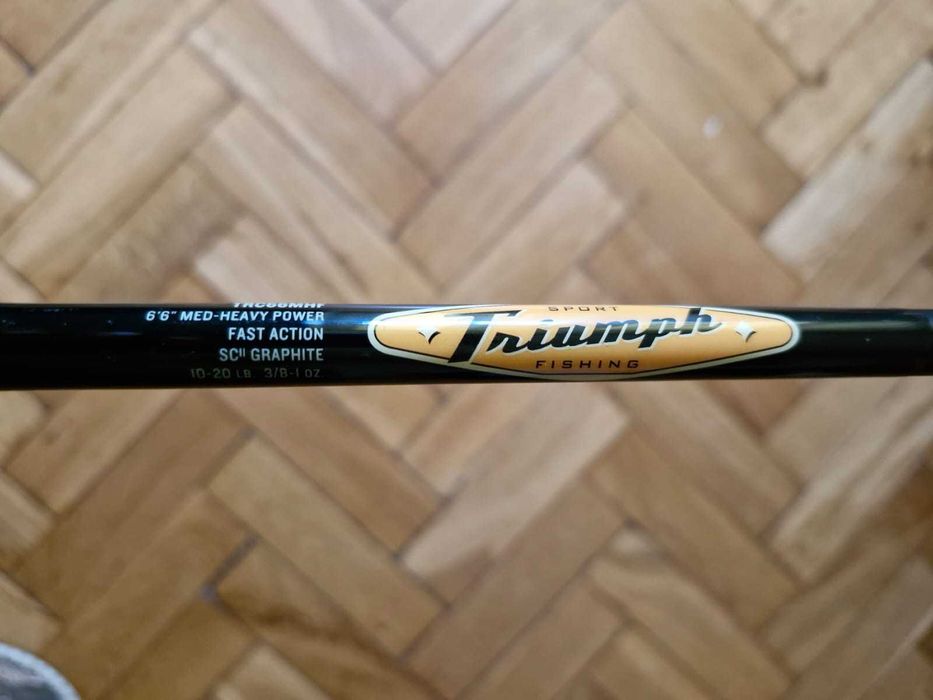 TRC66MHF
6'6" MED-HEAVY POWER
FAST ACTION
SCII GRAPHITE
10-20 LB. 3/8-1 OZ.
SPORT
Triumph
FISHING